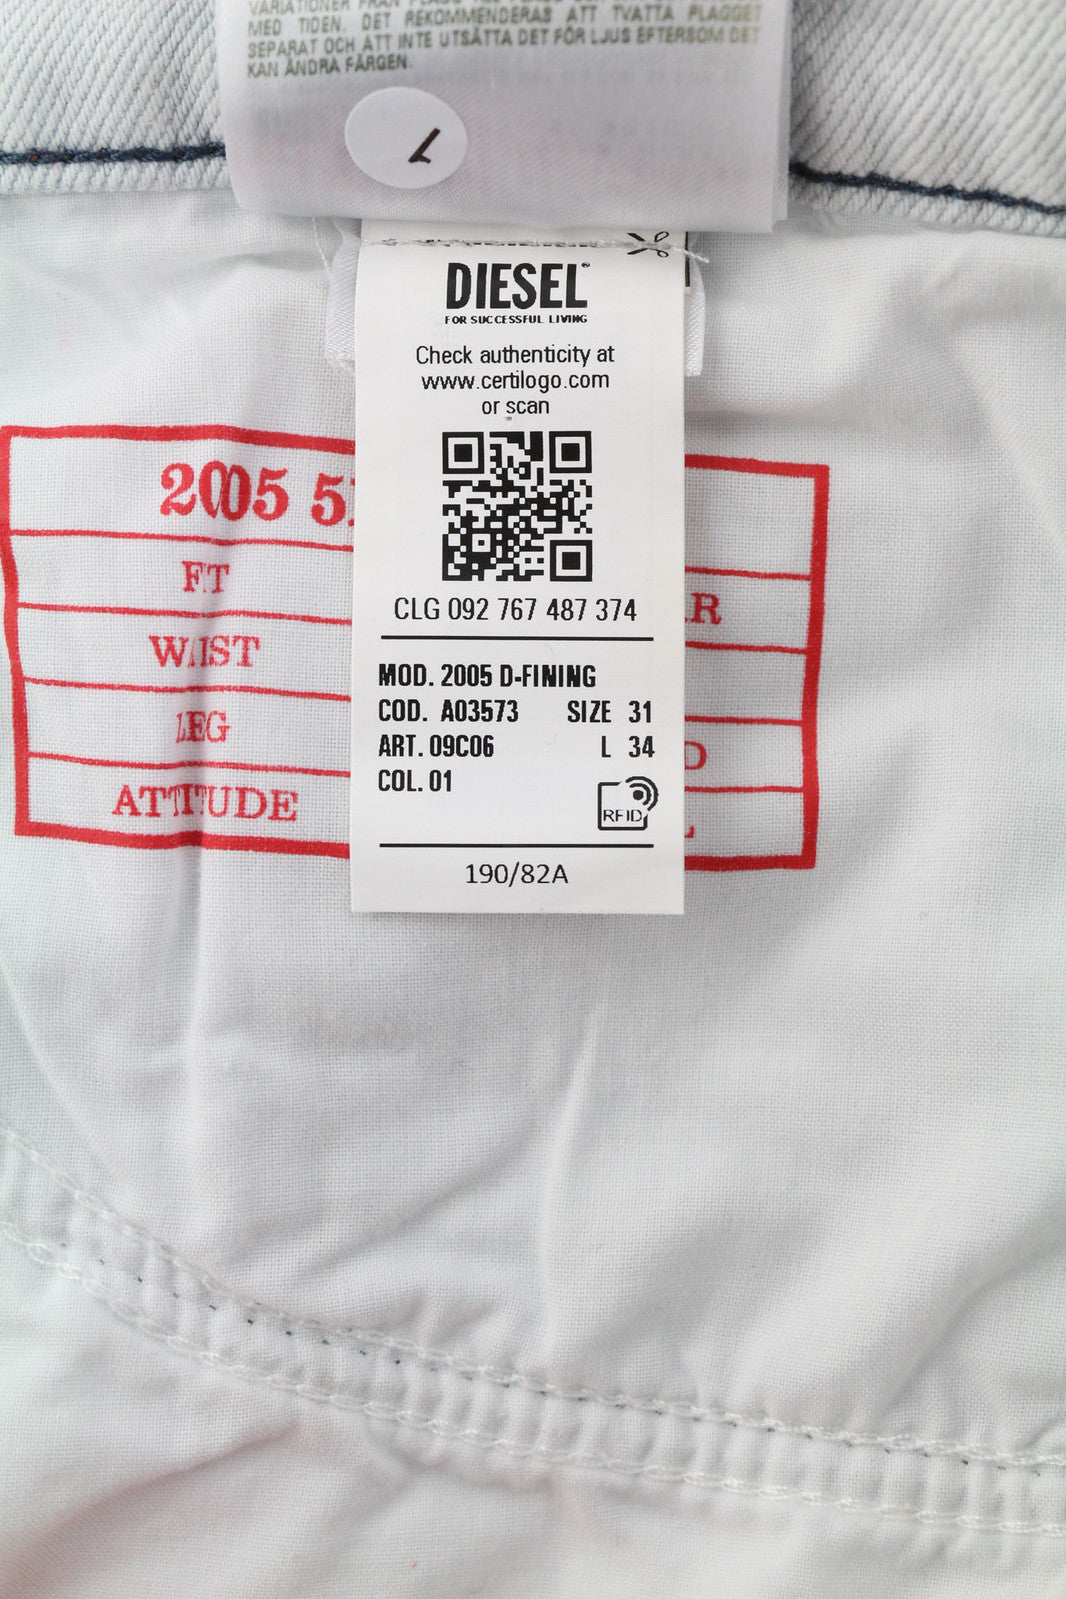 VARIATIONER FRÅN PLAGG
MED TIDEN. DET REKOMMENDERAS ATT TVÄTTA PLAGGET
SEPARAT OCH ATT INTE UTSÄTTA DET FÖR LJUS EFTERSOM DET
KAN ÄNDRA FÄRGEN.
7
DIESEL®
FOR SUCCESSFUL LIVING
Check authenticity at
www.certilogo.com
or scan
CLG 092 767 487 374
MOD. 2005 D-FINING
COD. A03573 SIZE 31
ART. 09C06 L 34
COL. 01
RFID
190/82A
2005 5
FIT
R
WAIST
LEG
D
ATTITUDE
L